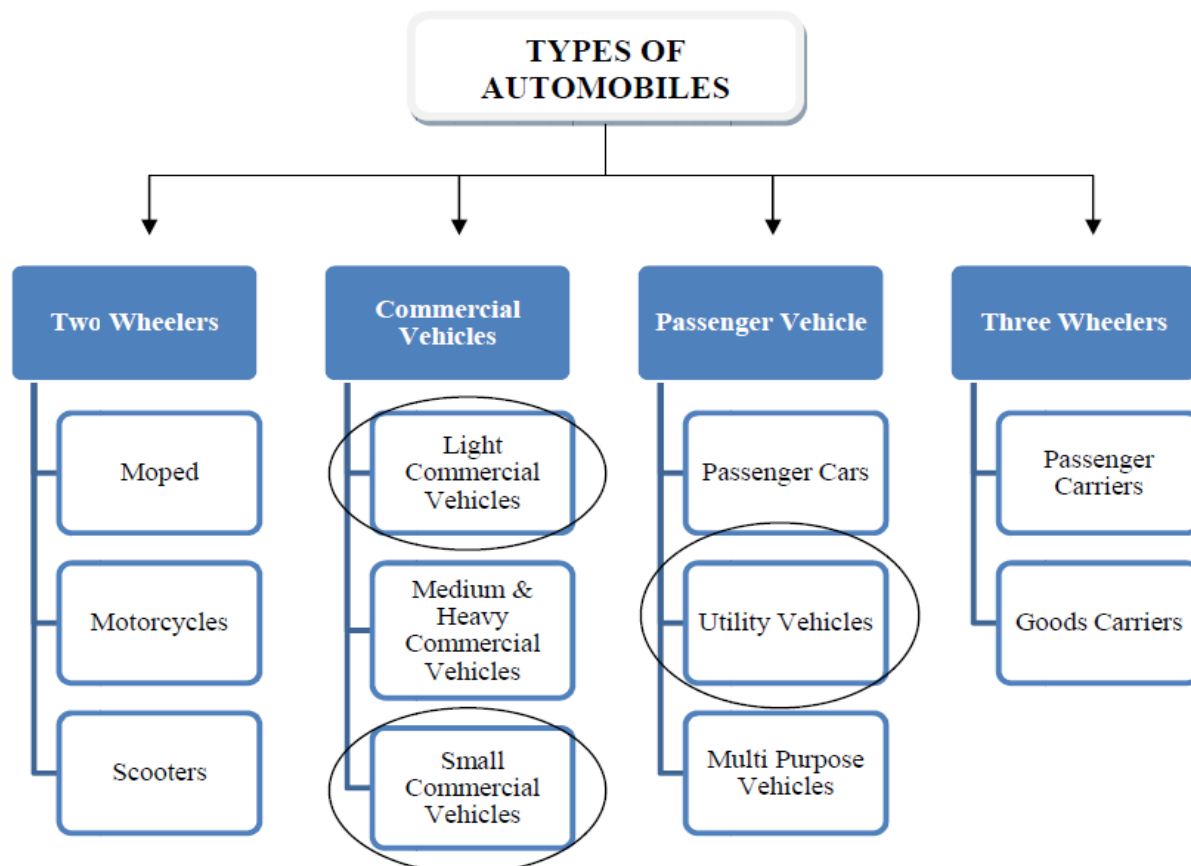 TYPES OF
AUTOMOBILES
Two Wheelers
Moped
Motorcycles
Scooters
Commercial
Vehicles
Light
Commercial
Vehicles
Medium &
Heavy
Commercial
Vehicles
Small
Commercial
Vehicles
Passenger Vehicle
Passenger Cars
Utility Vehicles
Multi Purpose
Vehicles
Three Wheelers
Passenger
Carriers
Goods Carriers